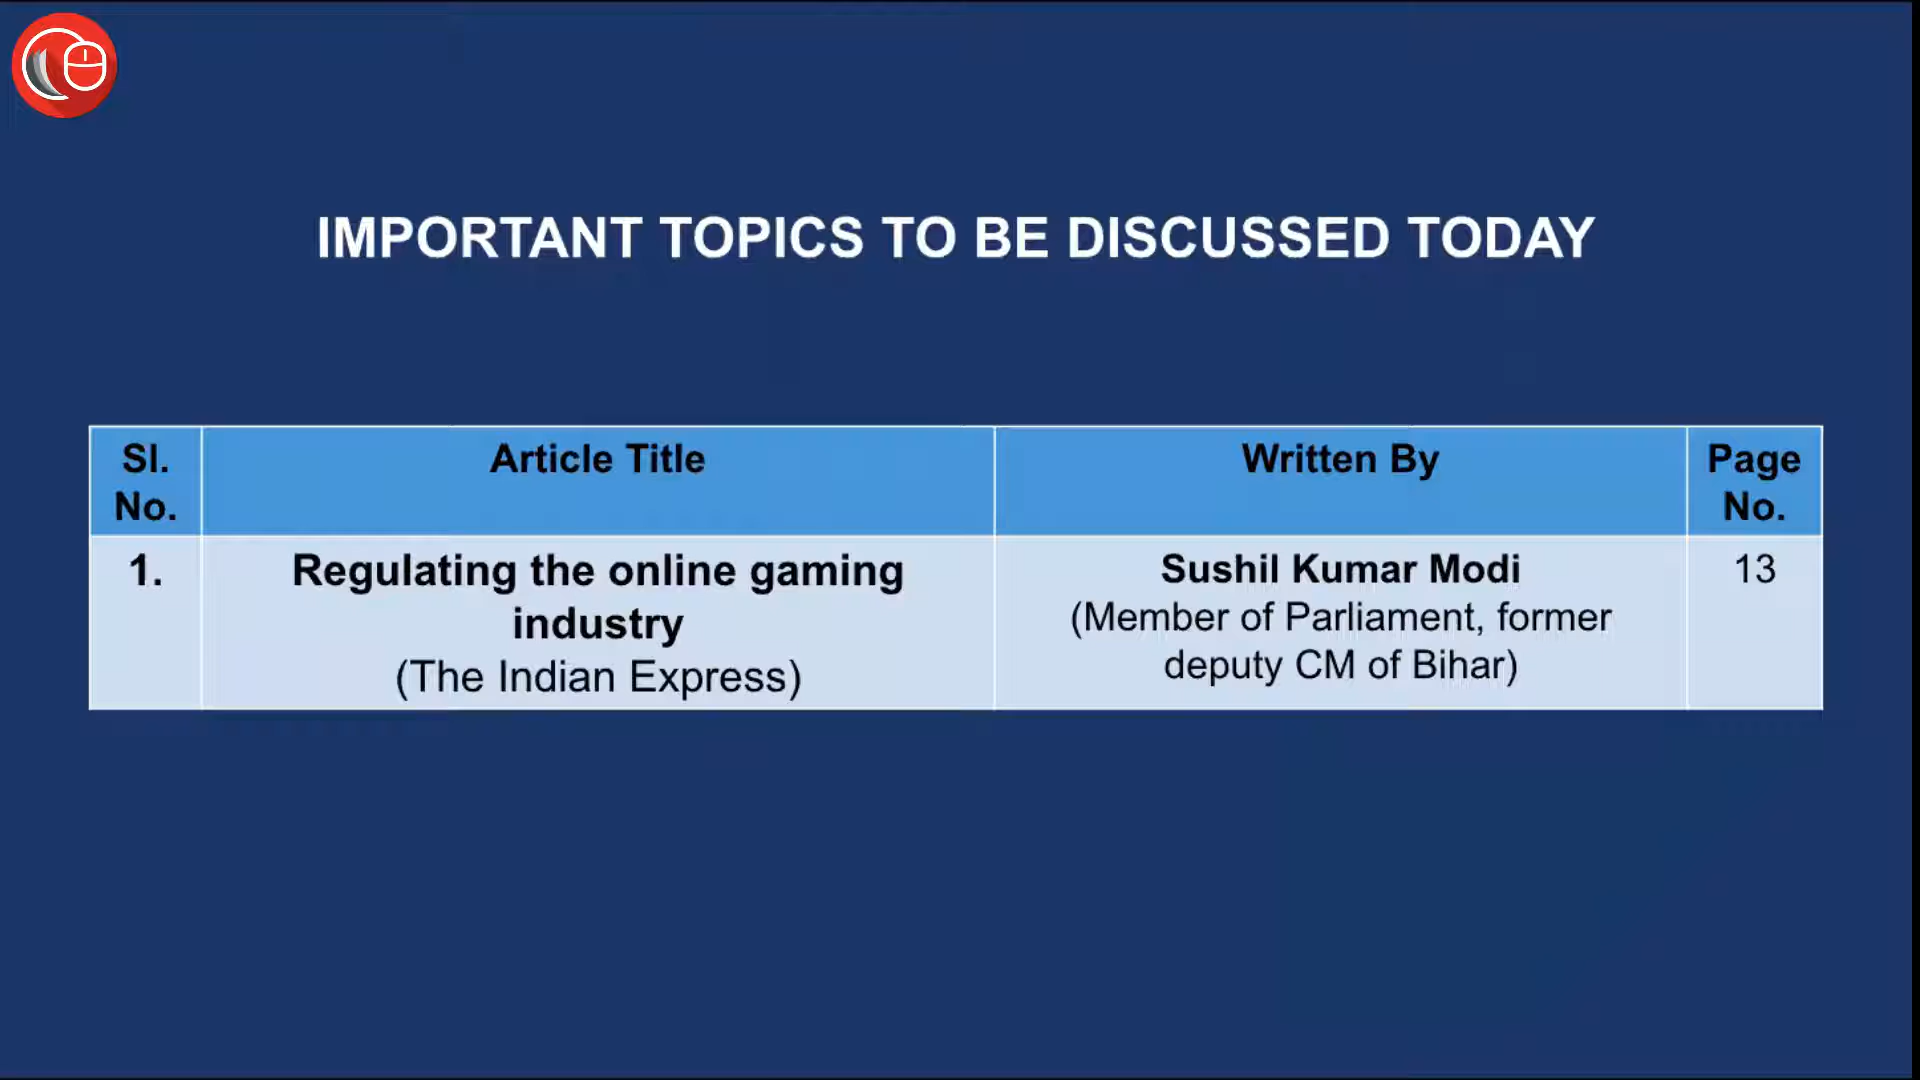 IMPORTANT TOPICS TO BE DISCUSSED TODAY
Sl. No.
Article Title
Written By
Page No.
1.
Regulating the online gaming
industry
(The Indian Express)
Sushil Kumar Modi
(Member of Parliament, former
deputy CM of Bihar)
13